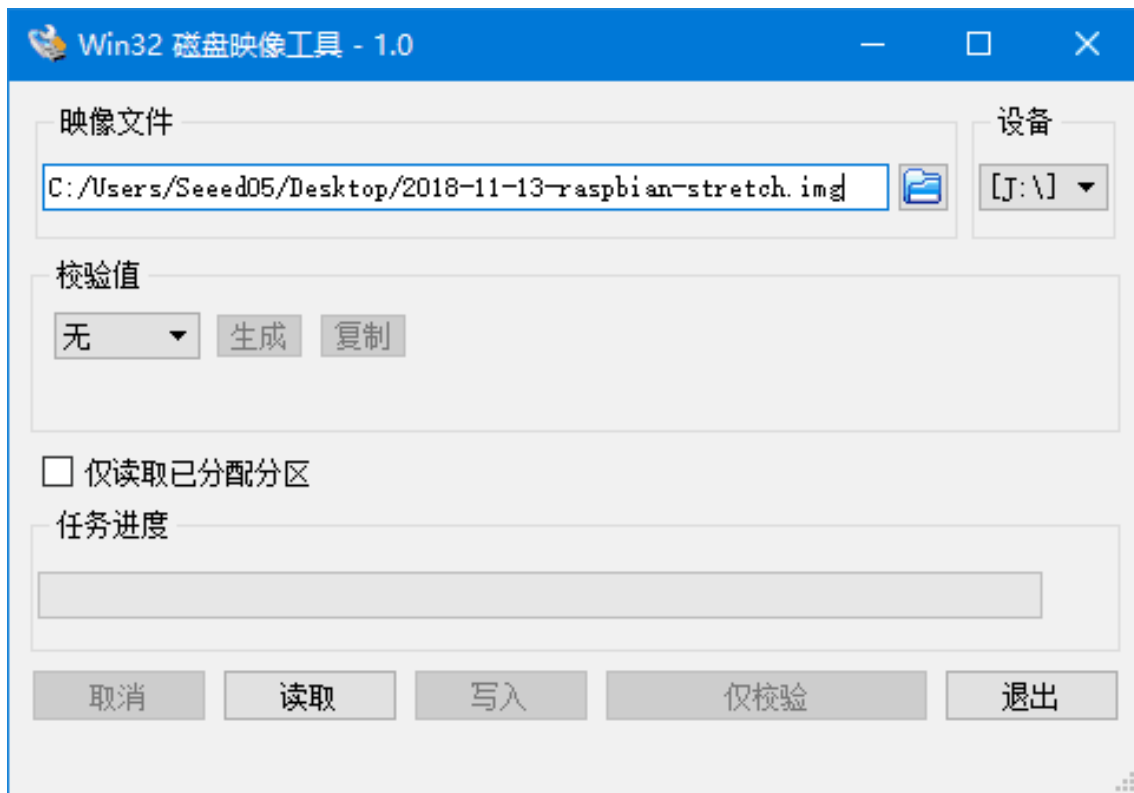 Win32 磁盘映像工具 - 1.0
映像文件
设备
C:/Users/Seeed05/Desktop/2018-11-13-raspbian-stretch.img
[J:\]
校验值
无
生成
复制
仅读取已分配分区
任务进度
取消
读取
写入
仅校验
退出